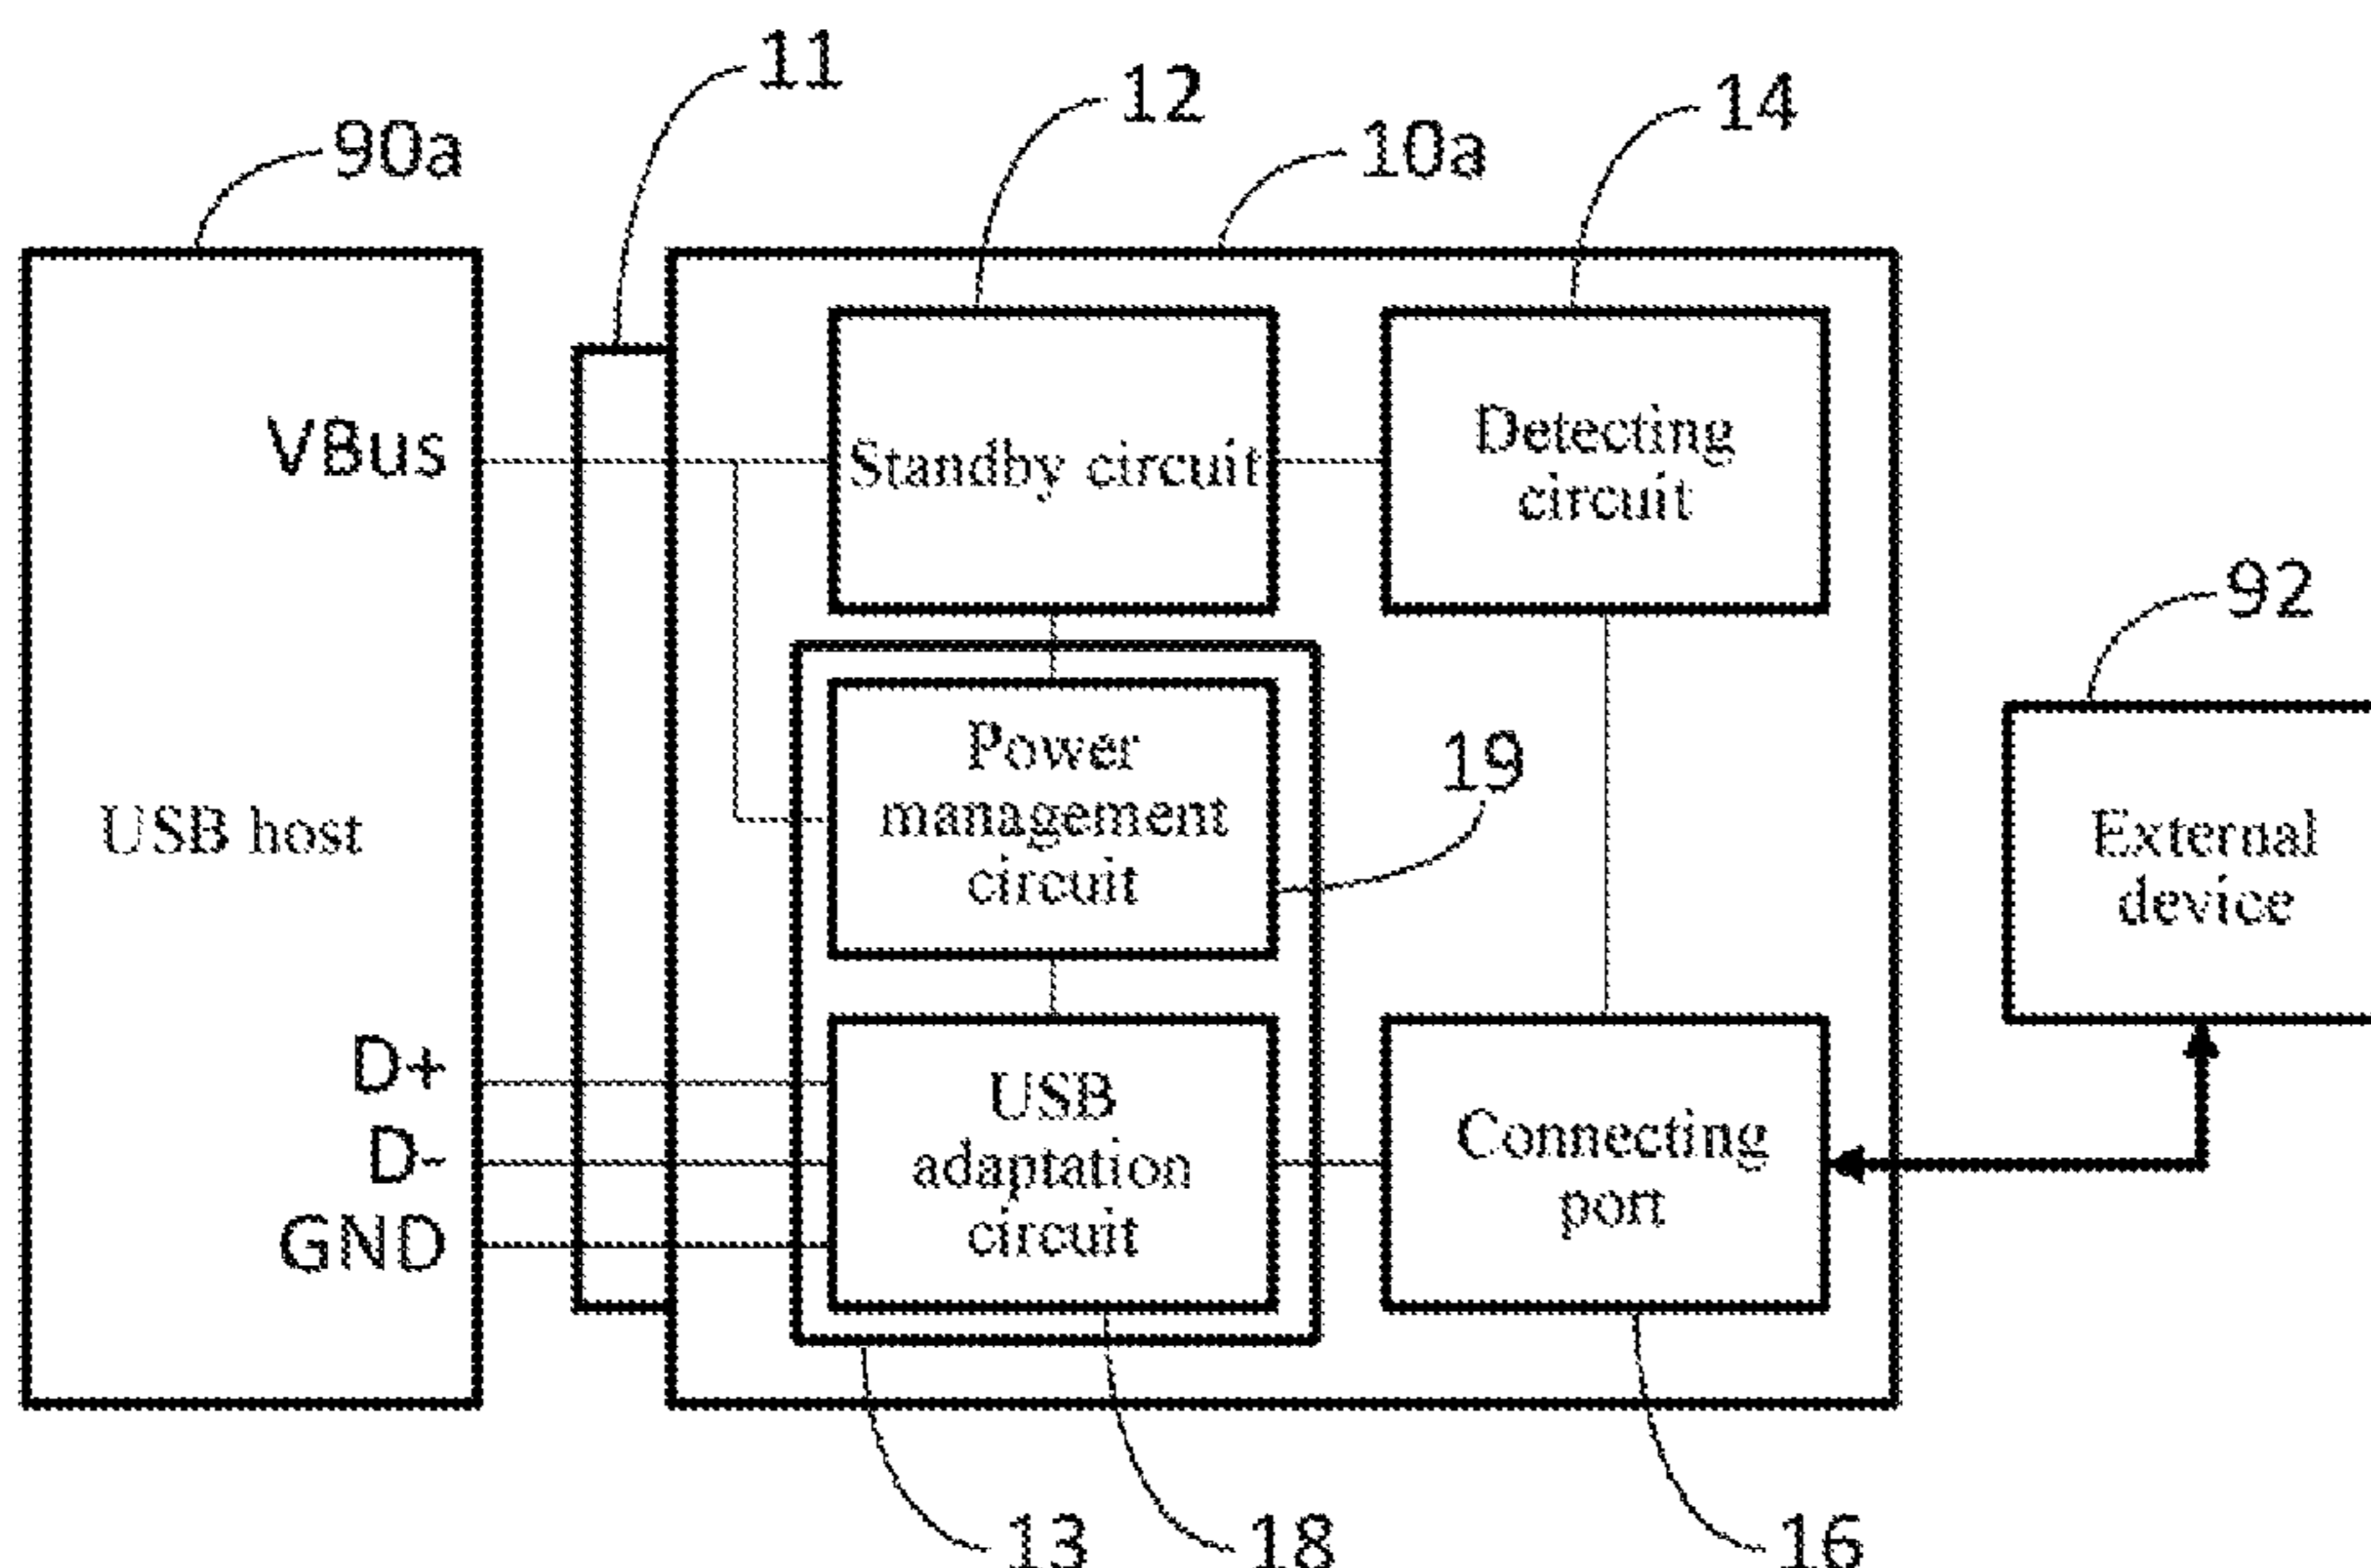 11
12
14
90a
10a
VBus
Standby circuit
Detecting
circuit
92
Power
management
circuit
19
USB host
External
device
D+
D-
GND
USB
adaptation
circuit
Connecting
port
13
18
16